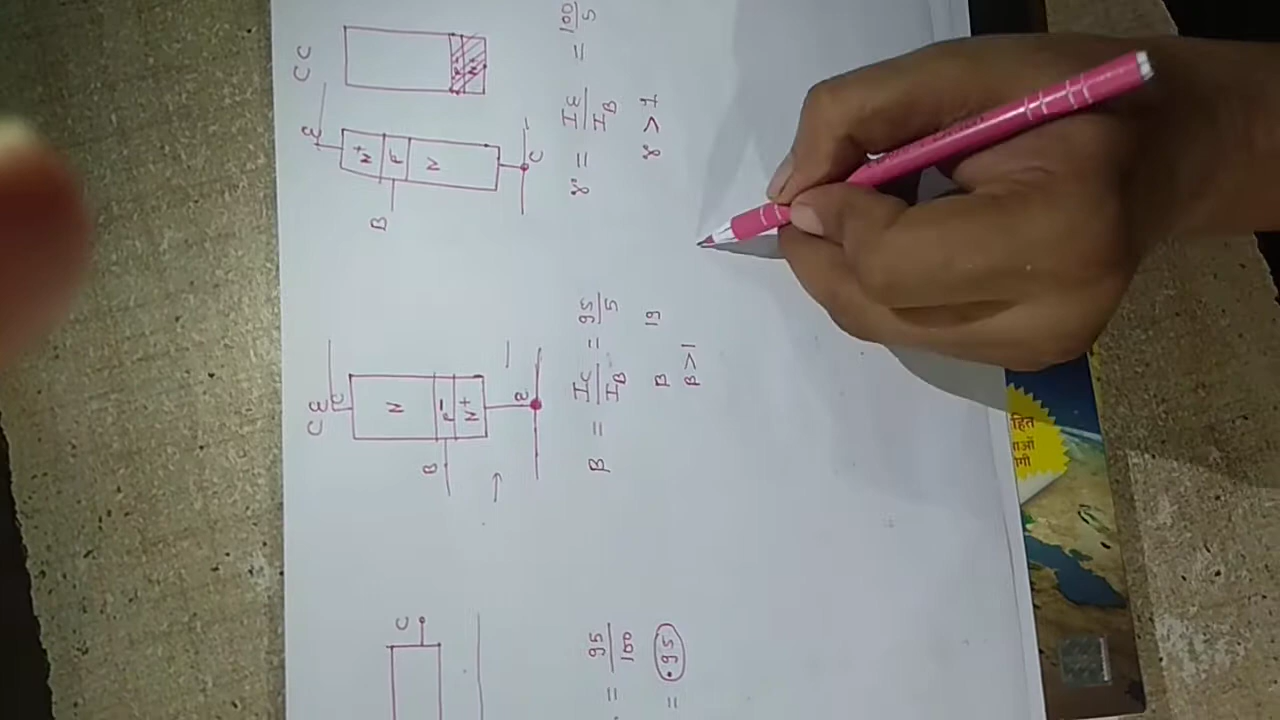 C
= 95/100
= .95
CE
C
N
P-
N+
B
E
→
β = IC/IB = 95/5
β 19
β > 1
CC
E
N+
P
N
B
C
γ = IE/IB = 100/5
γ > 1
हित